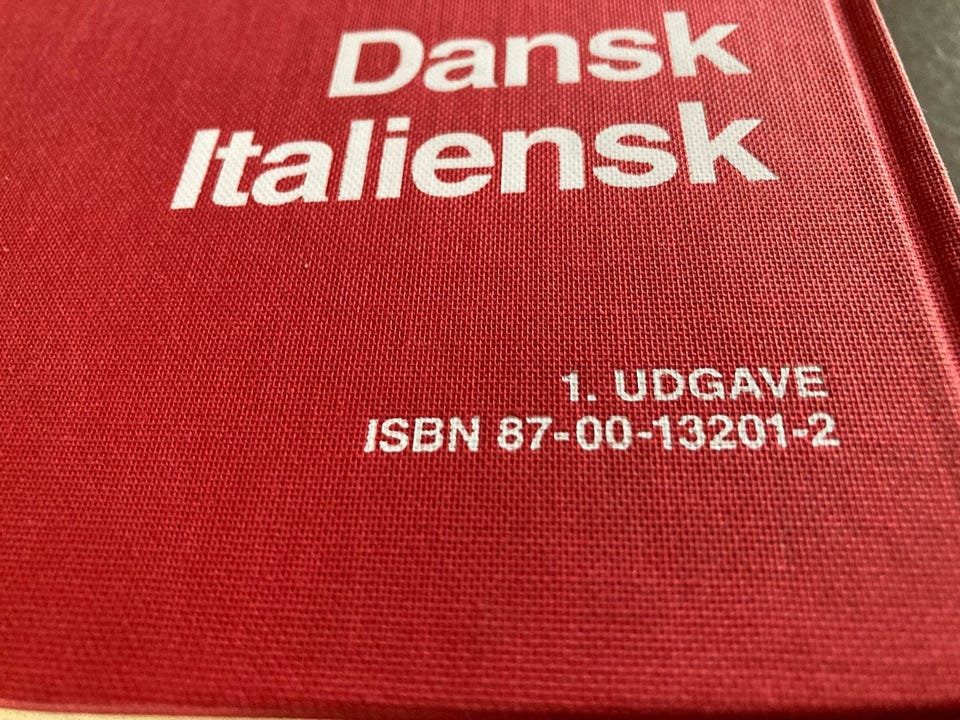 Dansk
Italiensk
1. UDGAVE
ISBN 87-00-13201-2